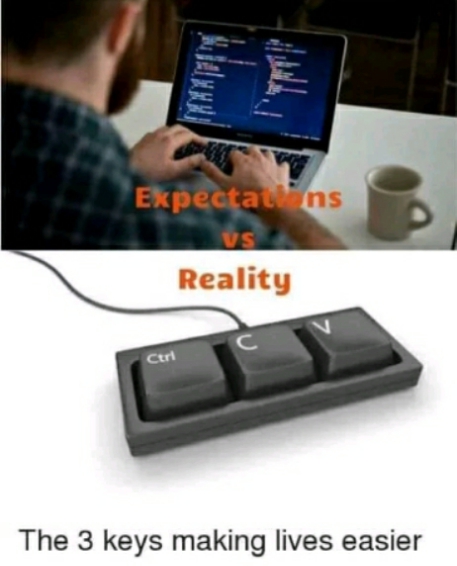 Expectations
vs
Reality
Ctrl
C
V
The 3 keys making lives easier